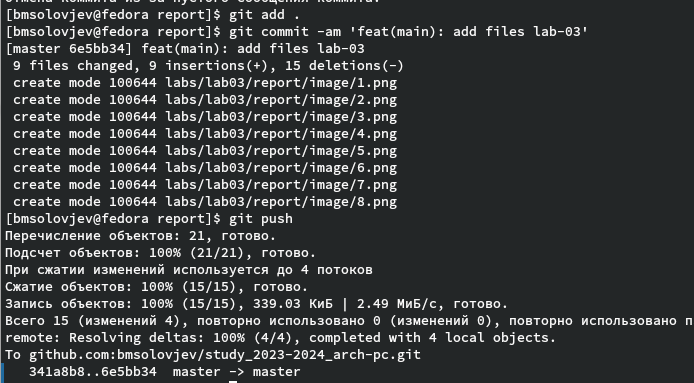 Отмена коммита из-за пустого сообщения коммита.
[bmsolovjev@fedora report]$ git add .
[bmsolovjev@fedora report]$ git commit -am 'feat(main): add files lab-03'
[master 6e5bb34] feat(main): add files lab-03
 9 files changed, 9 insertions(+), 15 deletions(-)
 create mode 100644 labs/lab03/report/image/1.png
 create mode 100644 labs/lab03/report/image/2.png
 create mode 100644 labs/lab03/report/image/3.png
 create mode 100644 labs/lab03/report/image/4.png
 create mode 100644 labs/lab03/report/image/5.png
 create mode 100644 labs/lab03/report/image/6.png
 create mode 100644 labs/lab03/report/image/7.png
 create mode 100644 labs/lab03/report/image/8.png
[bmsolovjev@fedora report]$ git push
Перечисление объектов: 21, готово.
Подсчет объектов: 100% (21/21), готово.
При сжатии изменений используется до 4 потоков
Сжатие объектов: 100% (15/15), готово.
Запись объектов: 100% (15/15), 339.03 КиБ | 2.49 МиБ/с, готово.
Всего 15 (изменений 4), повторно использовано 0 (изменений 0), повторно использовано п
remote: Resolving deltas: 100% (4/4), completed with 4 local objects.
To github.com:bmsolovjev/study_2023-2024_arch-pc.git
   341a8b8..6e5bb34  master -> master